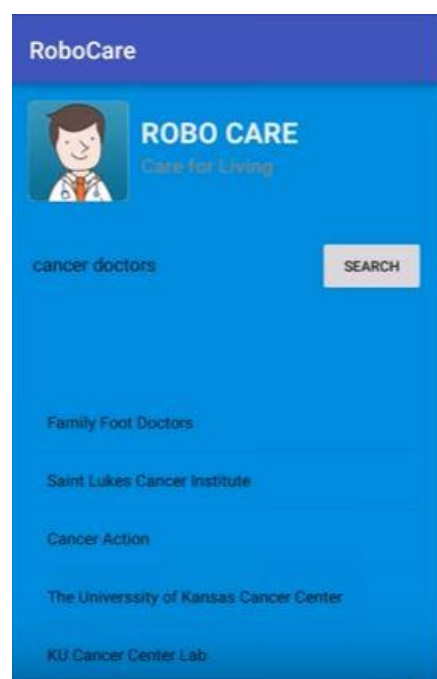 RoboCare
ROBO CARE
Care for Living
cancer doctors
SEARCH
Family Foot Doctors
Saint Lukes Cancer Institute
Cancer Action
The Universsity of Kansas Cancer Center
KU Cancer Center Lab